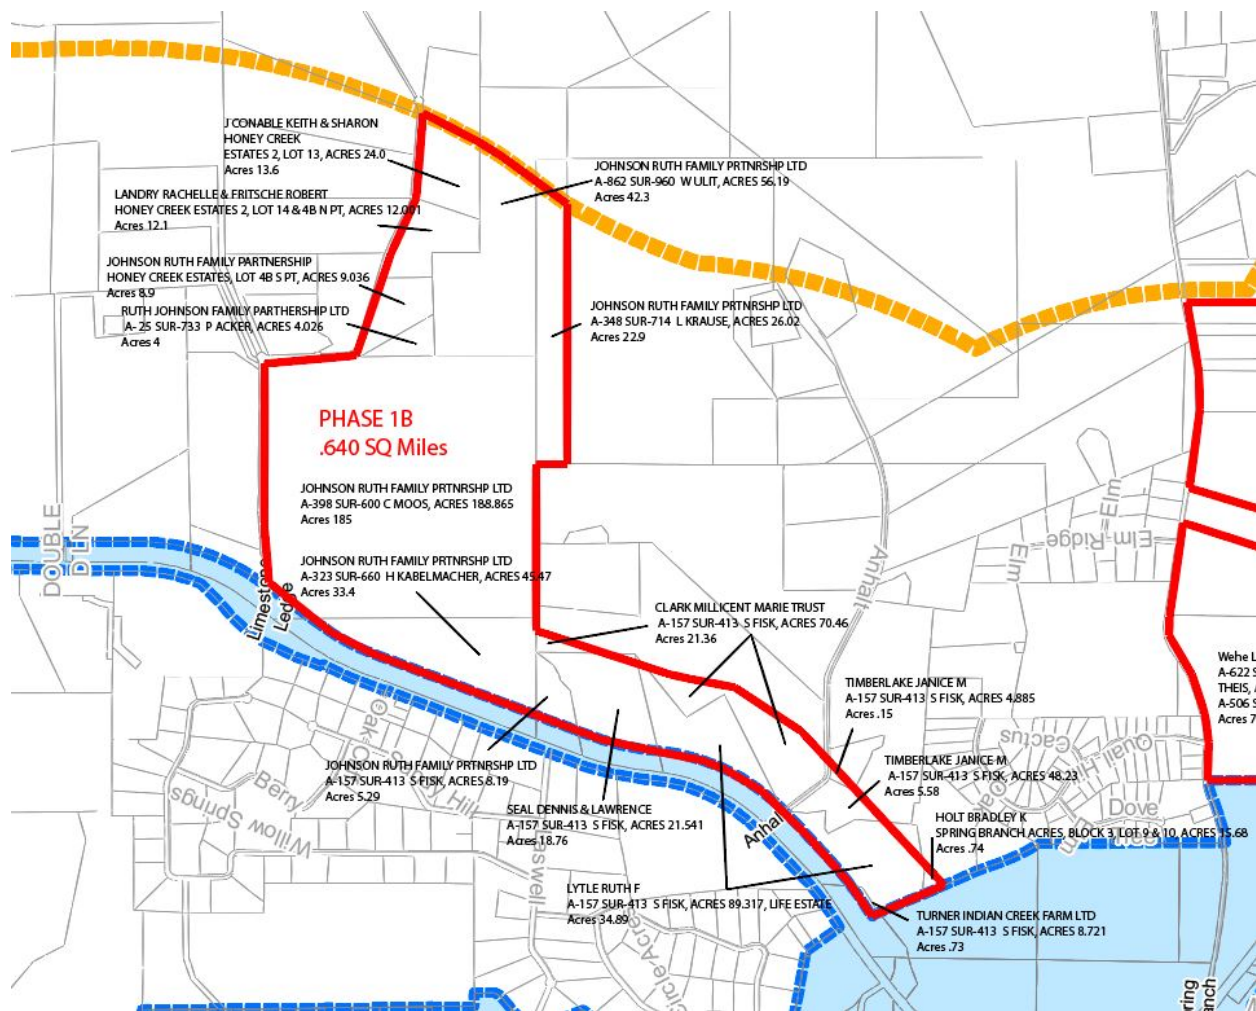 J CONABLE KEITH & SHARON
HONEY CREEK
ESTATES 2, LOT 13, ACRES 24.0
Acres 13.6
JOHNSON RUTH FAMILY PRTNRSHP LTD
A-862 SUR-960 W ULIT, ACRES 56.19
Acres 42.3
LANDRY RACHELLE & FRITSCHE ROBERT
HONEY CREEK ESTATES 2, LOT 14 & 4B N PT, ACRES 12.001
Acres 12.1
JOHNSON RUTH FAMILY PARTNERSHIP
HONEY CREEK ESTATES, LOT 4B S PT, ACRES 9.036
Acres 8.9
RUTH JOHNSON FAMILY PARTHERSHIP LTD
A- 25 SUR-733 P ACKER, ACRES 4.026
Acres 4
JOHNSON RUTH FAMILY PRTNRSHP LTD
A-348 SUR-714 L KRAUSE, ACRES 26.02
Acres 22.9
PHASE 1B
.640 SQ Miles
JOHNSON RUTH FAMILY PRTNRSHP LTD
A-398 SUR-600 C MOOS, ACRES 188.865
Acres 185
JOHNSON RUTH FAMILY PRTNRSHP LTD
A-323 SUR-660 H KABELMACHER, ACRES 45.47
Acres 33.4
DOUBLE
D LN
Limestone
Ledge
Anhalt
Elm
Elm Ridge
Elm
CLARK MILLICENT MARIE TRUST
A-157 SUR-413 S FISK, ACRES 70.46
Acres 21.36
TIMBERLAKE JANICE M
A-157 SUR-413 S FISK, ACRES 4.885
Acres .15
Wehe L
A-622 S
THEIS, 
A-506 S
Acres 7
TIMBERLAKE JANICE M
A-157 SUR-413 S FISK, ACRES 48.23
Acres 5.58
Cactus
Quail Hi
Dove
HOLT BRADLEY K
SPRING BRANCH ACRES, BLOCK 3, LOT 9 & 10, ACRES 15.68
Acres .74
JOHNSON RUTH FAMILY PRTNRSHP LTD
A-157 SUR-413 S FISK, ACRES 8.19
Acres 5.29
Berry
Hill
Willow Springs
SEAL DENNIS & LAWRENCE
A-157 SUR-413 S FISK, ACRES 21.541
Acres 18.76
Anhal
aswell
LYTLE RUTH F
A-157 SUR-413 S FISK, ACRES 89.317, LIFE ESTATE
Acres 34.89
TURNER INDIAN CREEK FARM LTD
A-157 SUR-413 S FISK, ACRES 8.721
Acres .73
Circle Acre
ring
anch